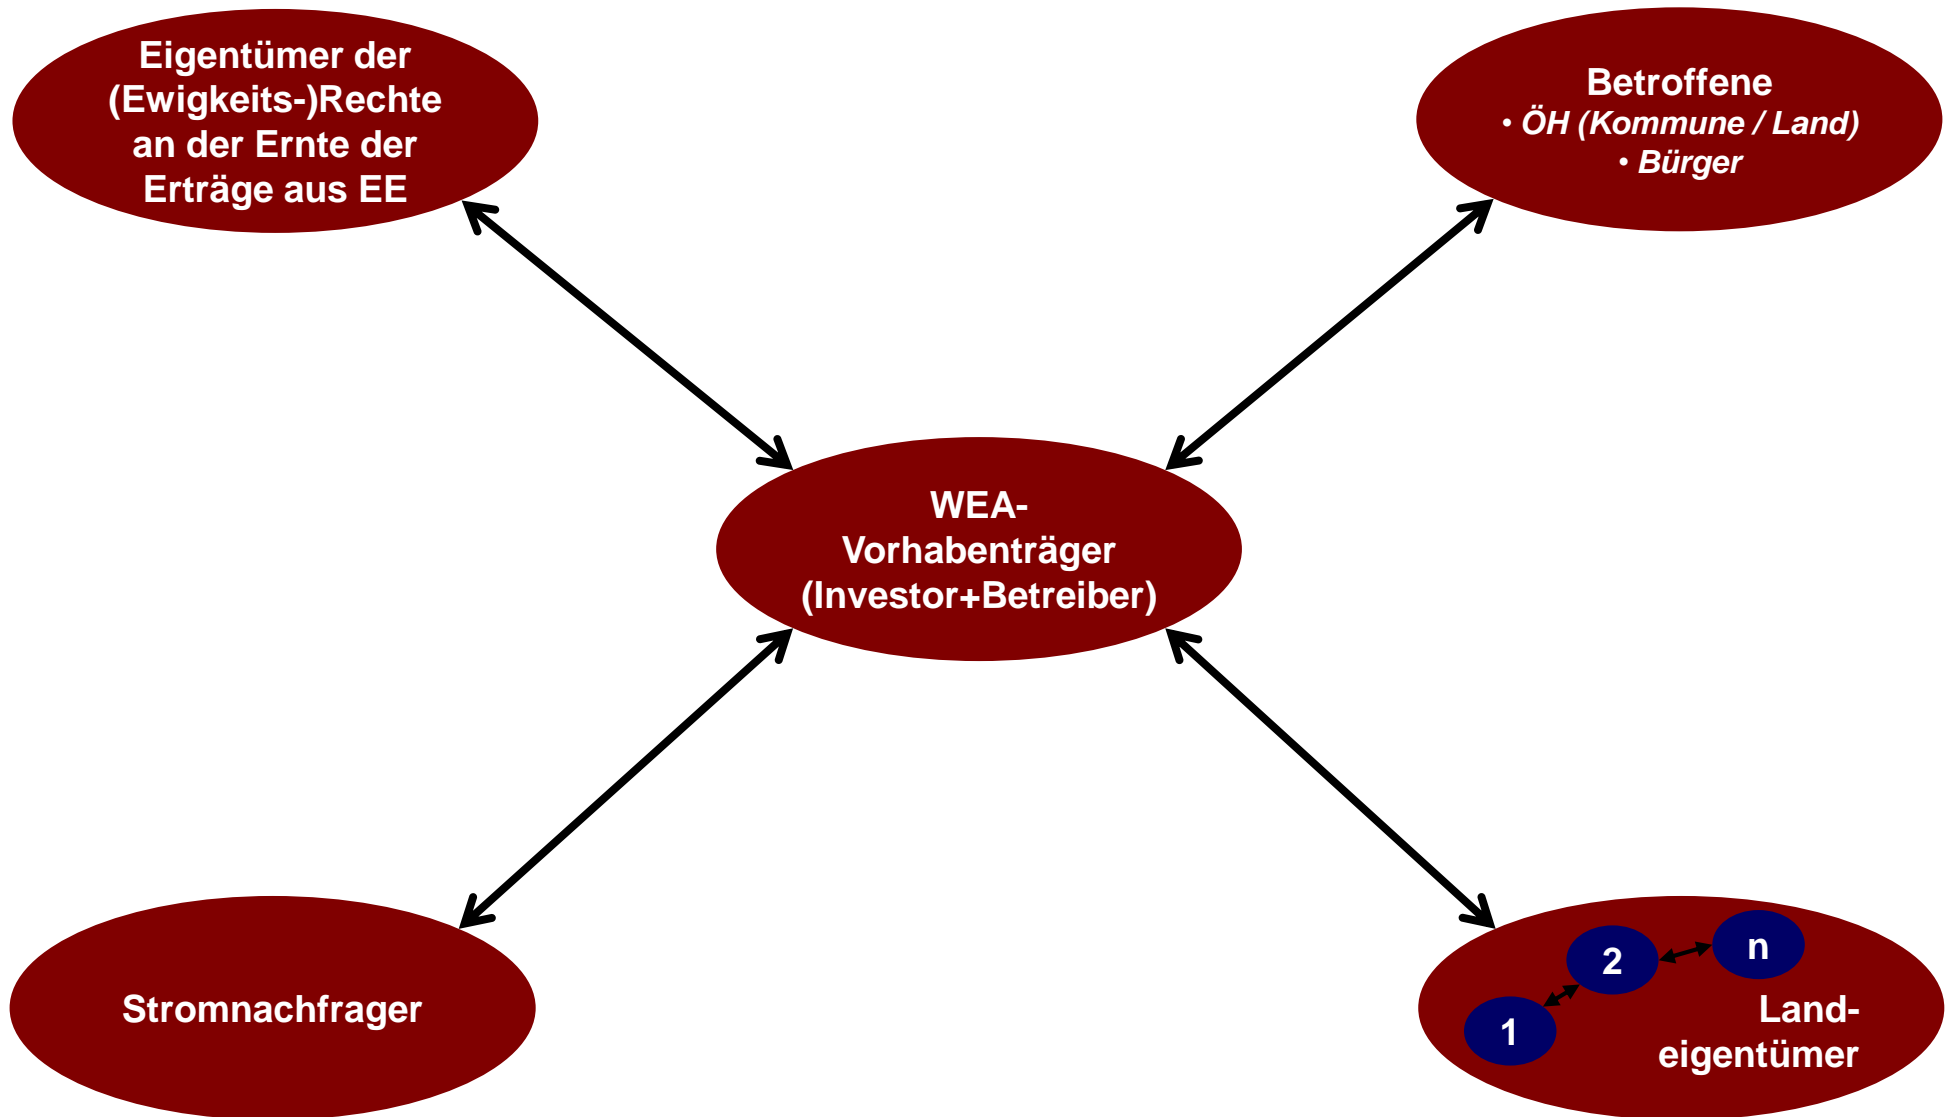 Eigentümer der
(Ewigkeits-)Rechte
an der Ernte der
Erträge aus EE
Betroffene
• ÖH (Kommune / Land)
• Bürger
WEA-
Vorhabenträger
(Investor+Betreiber)
Stromnachfrager
1
2
n
Land-
eigentümer